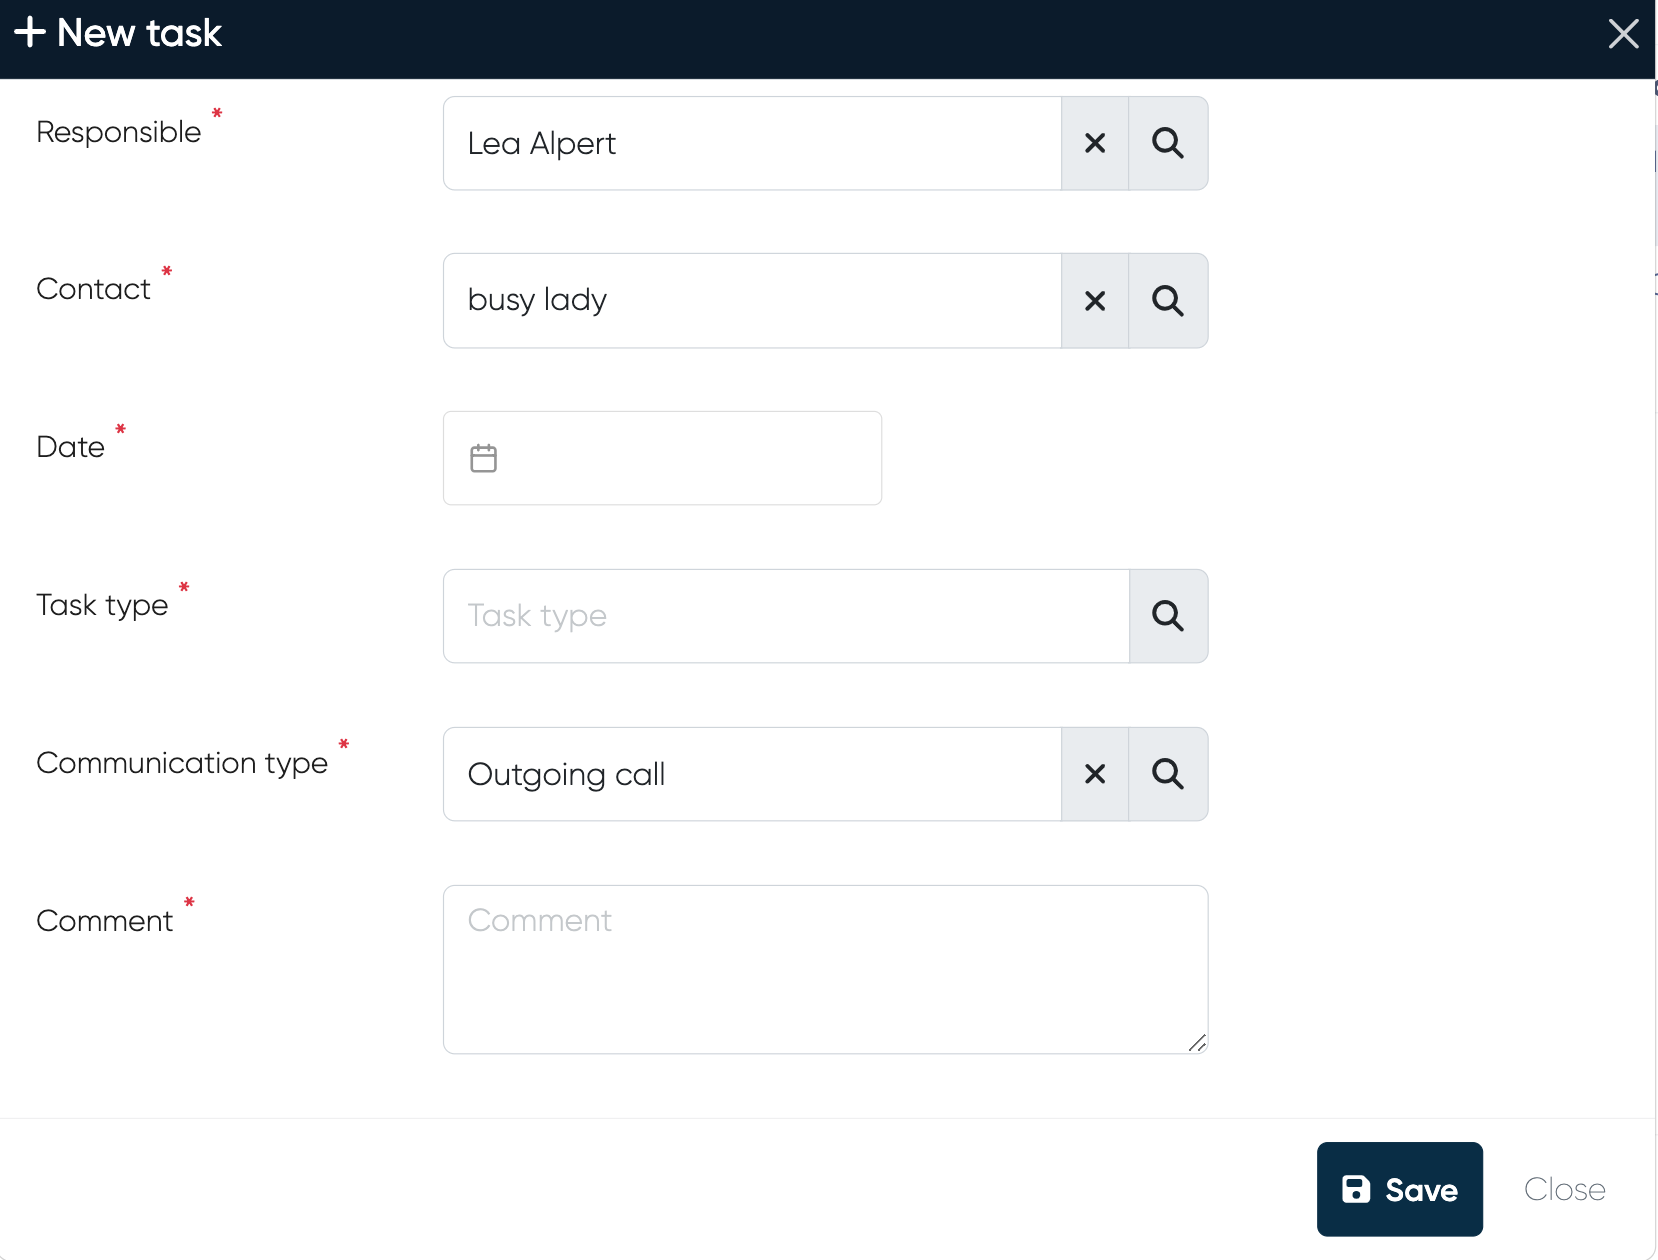 New task
Responsible *
Lea Alpert
Contact *
busy lady
Date *
Task type *
Task type
Communication type *
Outgoing call
Comment *
Comment
Save
Close